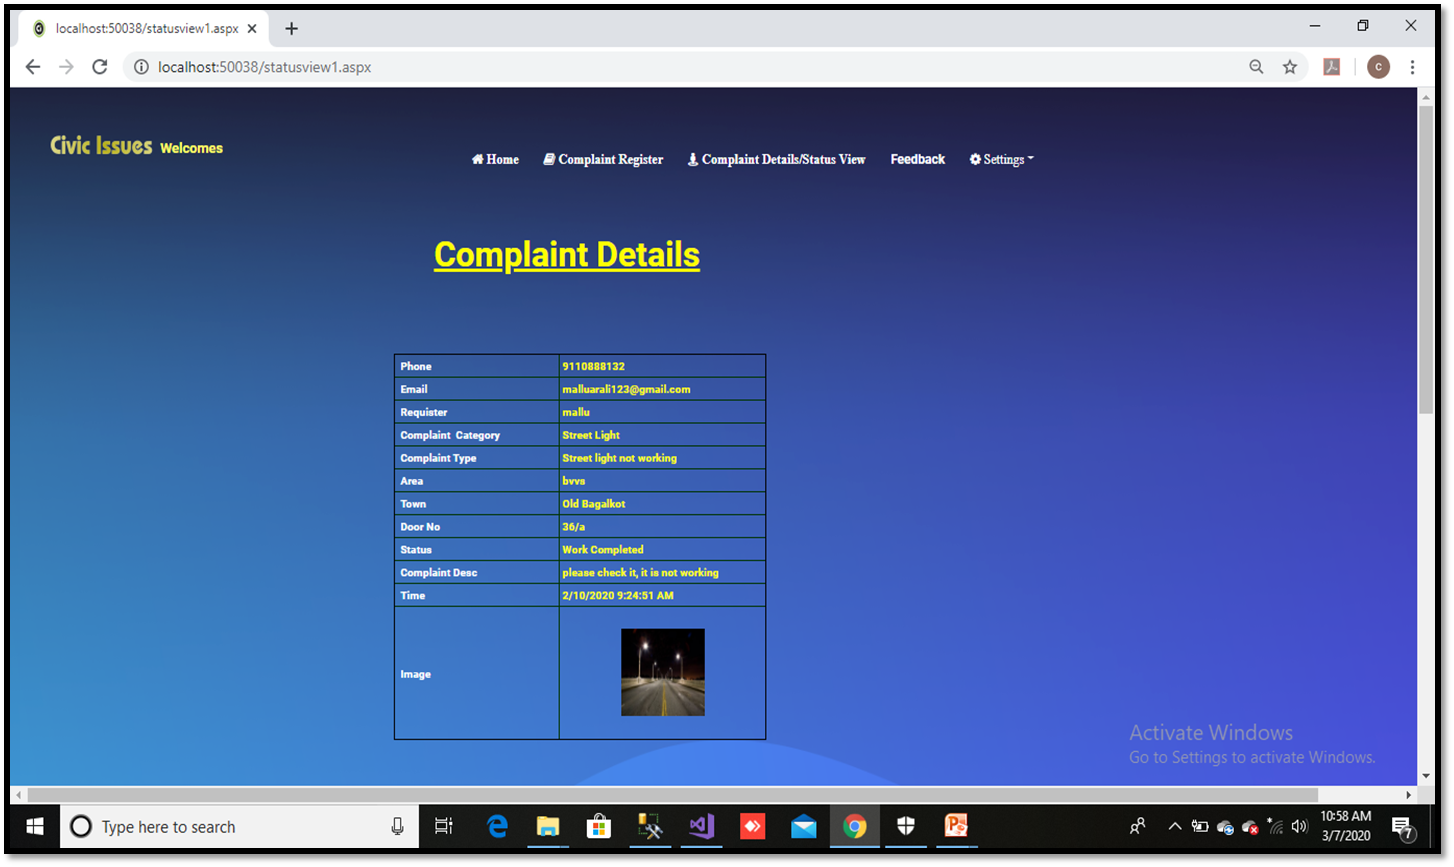 localhost:50038/statusview1.aspx
localhost:50038/statusview1.aspx
C
Civic Issues Welcomes
Home Complaint Register Complaint Details/Status View Feedback Settings
Complaint Details
Phone 9110888132
Email malluarali123@gmail.com
Requister mallu
Complaint Category Street Light
Complaint Type Street light not working
Area bvvs
Town Old Bagalkot
Door No 36/a
Status Work Completed
Complaint Desc please check it, it is not working
Time 2/10/2020 9:24:51 AM
Image
Activate Windows
Go to Settings to activate Windows.
Type here to search
10:58 AM
3/7/2020
7